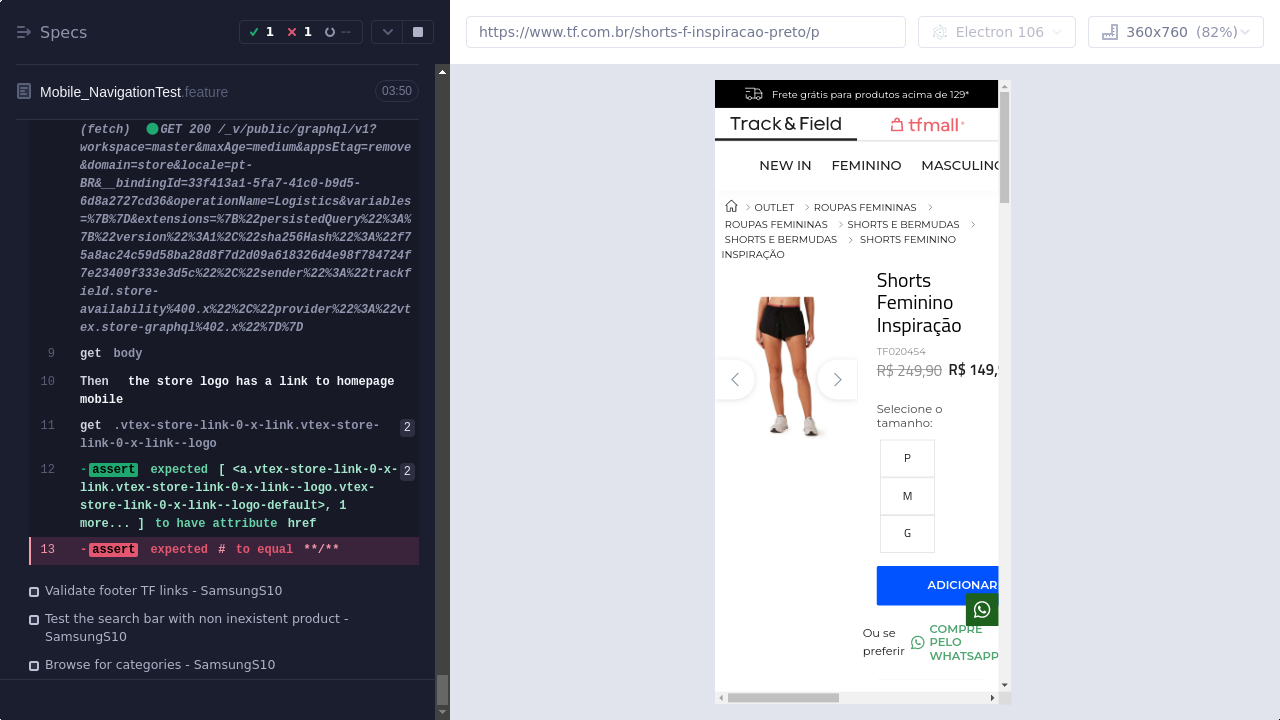 Specs
1
1
--
https://www.tf.com.br/shorts-f-inspiracao-preto/p
Electron 106
360x760 (82%)
Mobile_NavigationTest.feature
03:50
(fetch) GET 200 /_v/public/graphql/v1?
workspace=master&maxAge=medium&appsEtag=remove
&domain=store&locale=pt-
BR&__bindingId=33f413a1-5fa7-41c0-b9d5-
6d8a2727cd36&operationName=Logistics&variables
=%7B%7D&extensions=%7B%22persistedQuery%22%3A%
7B%22version%22%3A1%2C%22sha256Hash%22%3A%22f7
5a8ac24c59d58ba28d8f7d2d09a618326d4e98f784724f
7e23409f333e3d5c%22%2C%22sender%22%3A%22trackf
ield.store-
availability%400.x%22%2C%22provider%22%3A%22vt
ex.store-graphql%402.x%22%7D%7D
9 get body
10 Then the store logo has a link to homepage
mobile
11 get .vtex-store-link-0-x-link.vtex-store-
link-0-x-link--logo
2
12 -assert expected [ <a.vtex-store-link-0-x-
link.vtex-store-link-0-x-link--logo.vtex-
store-link-0-x-link--logo-default>, 1
more... ] to have attribute href
2
13 -assert expected # to equal **/**
Validate footer TF links - SamsungS10
Test the search bar with non inexistent product -
SamsungS10
Browse for categories - SamsungS10
Frete grátis para produtos acima de 129*
Track&Field
tfmall
NEW IN FEMININO MASCULINO
OUTLET ROUPAS FEMININAS
ROUPAS FEMININAS SHORTS E BERMUDAS
SHORTS E BERMUDAS SHORTS FEMININO
INSPIRAÇÃO
Shorts
Feminino
Inspiração
TF020454
R$ 249,90 R$ 149,9
Selecione o
tamanho:
P
M
G
ADICIONAR
Ou se
preferir
COMPRE
PELO
WHATSAPP